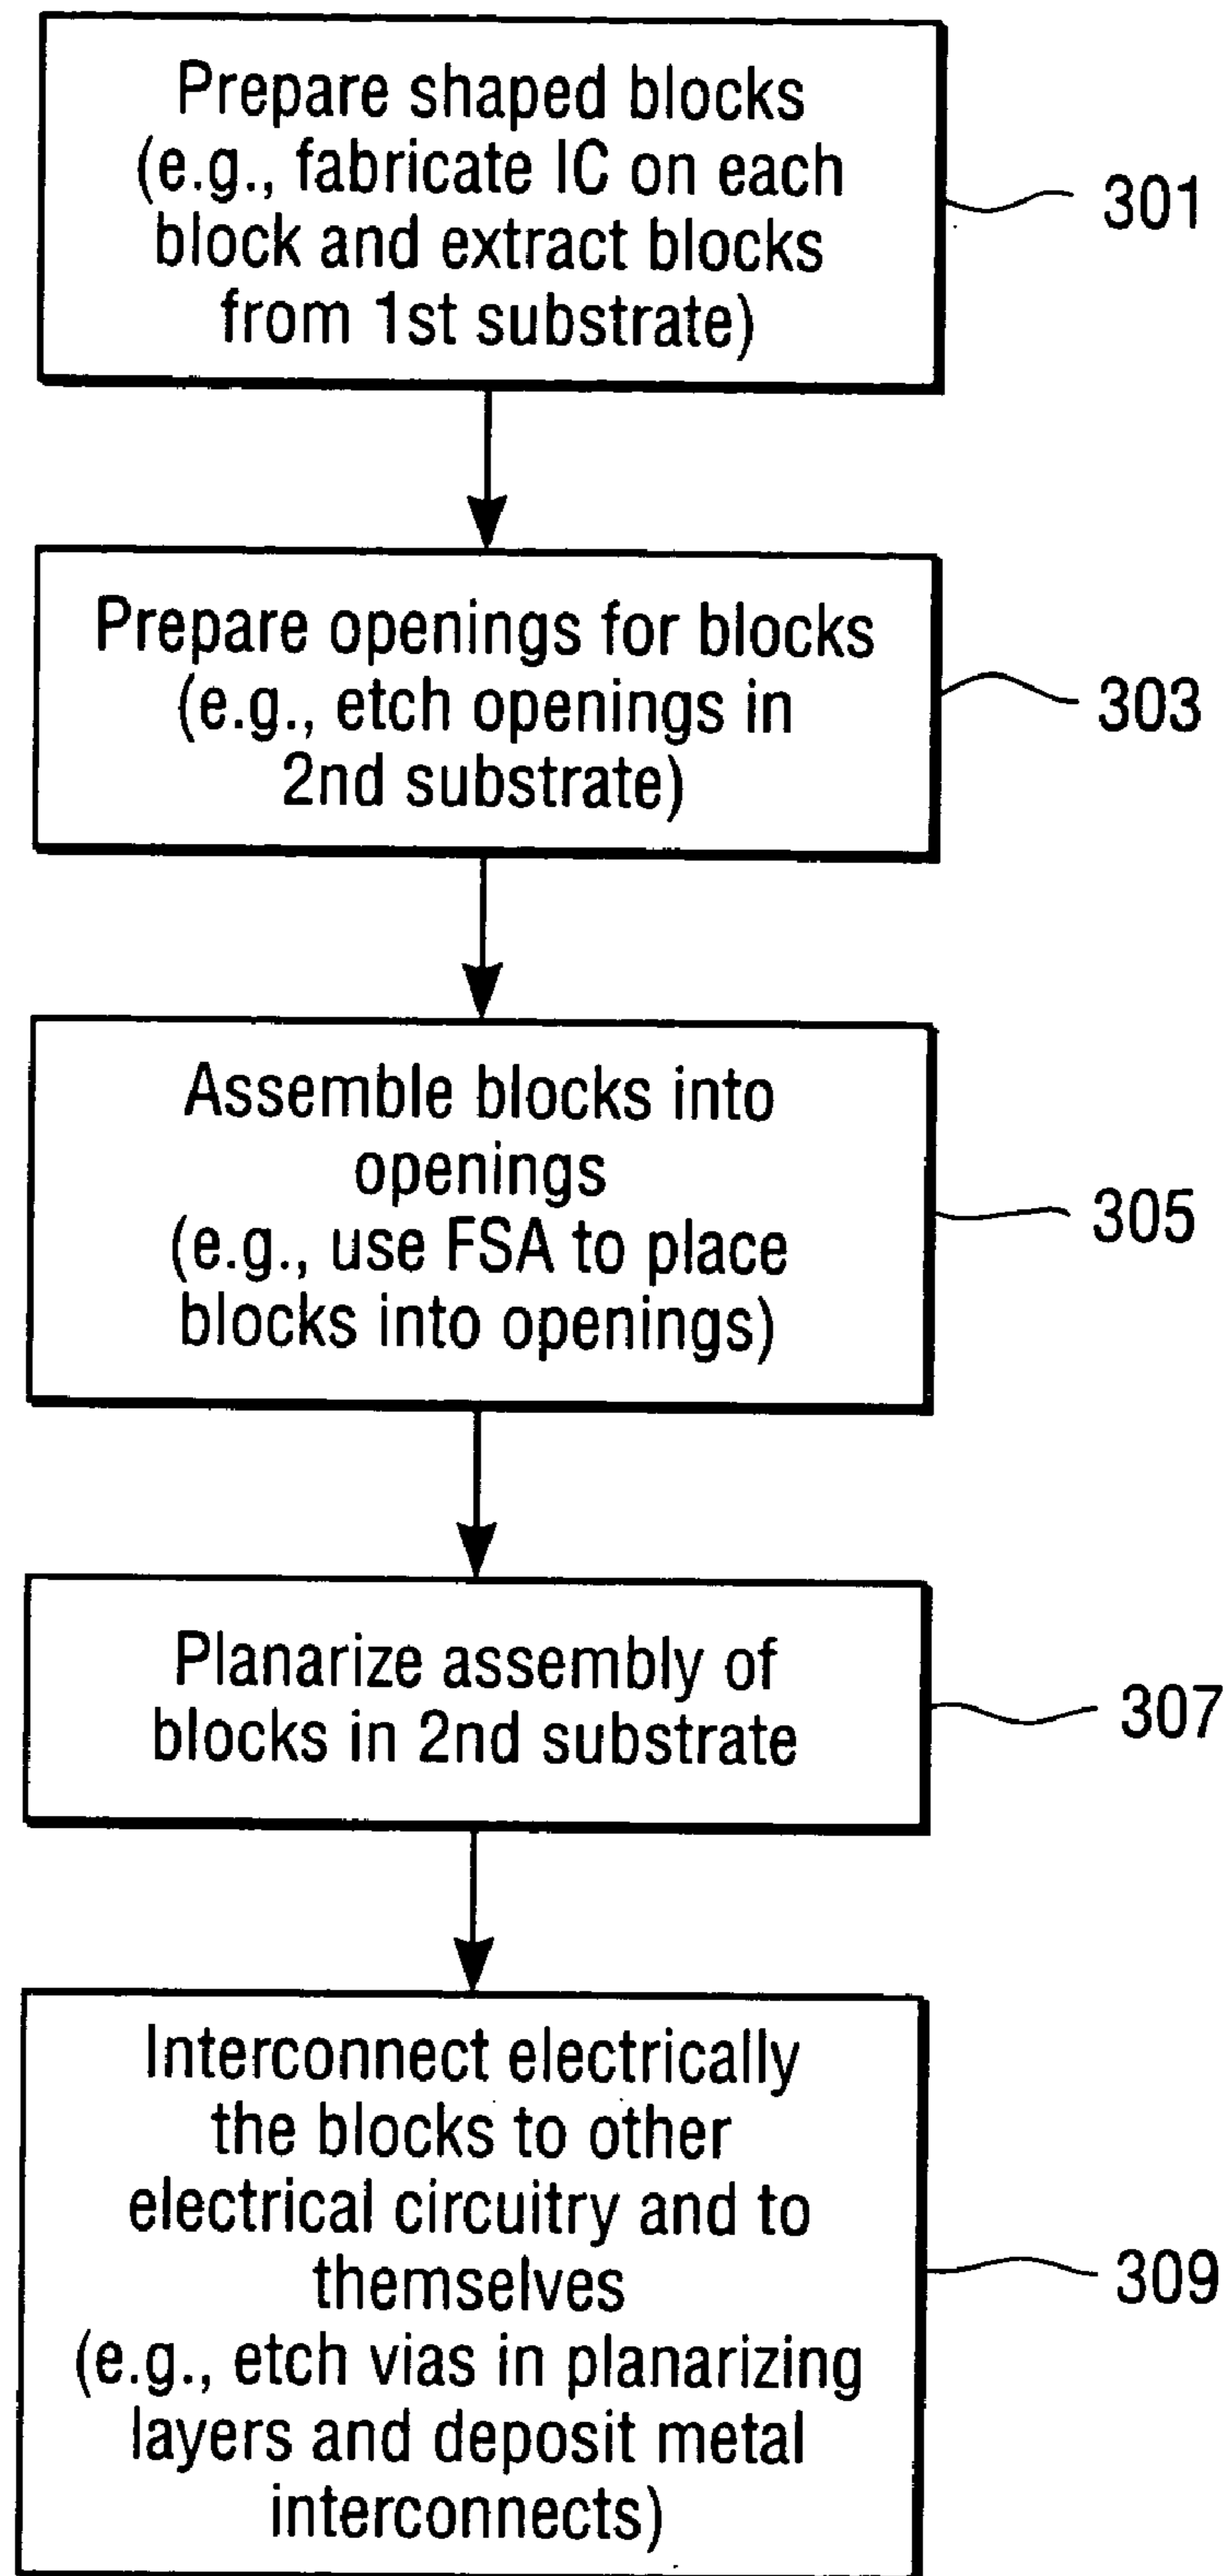 Prepare shaped blocks
(e.g., fabricate IC on each
block and extract blocks
from 1st substrate)
301
Prepare openings for blocks
(e.g., etch openings in
2nd substrate)
303
Assemble blocks into
openings
(e.g., use FSA to place
blocks into openings)
305
Planarize assembly of
blocks in 2nd substrate
307
Interconnect electrically
the blocks to other
electrical circuitry and to
themselves
(e.g., etch vias in planarizing
layers and deposit metal
interconnects)
309